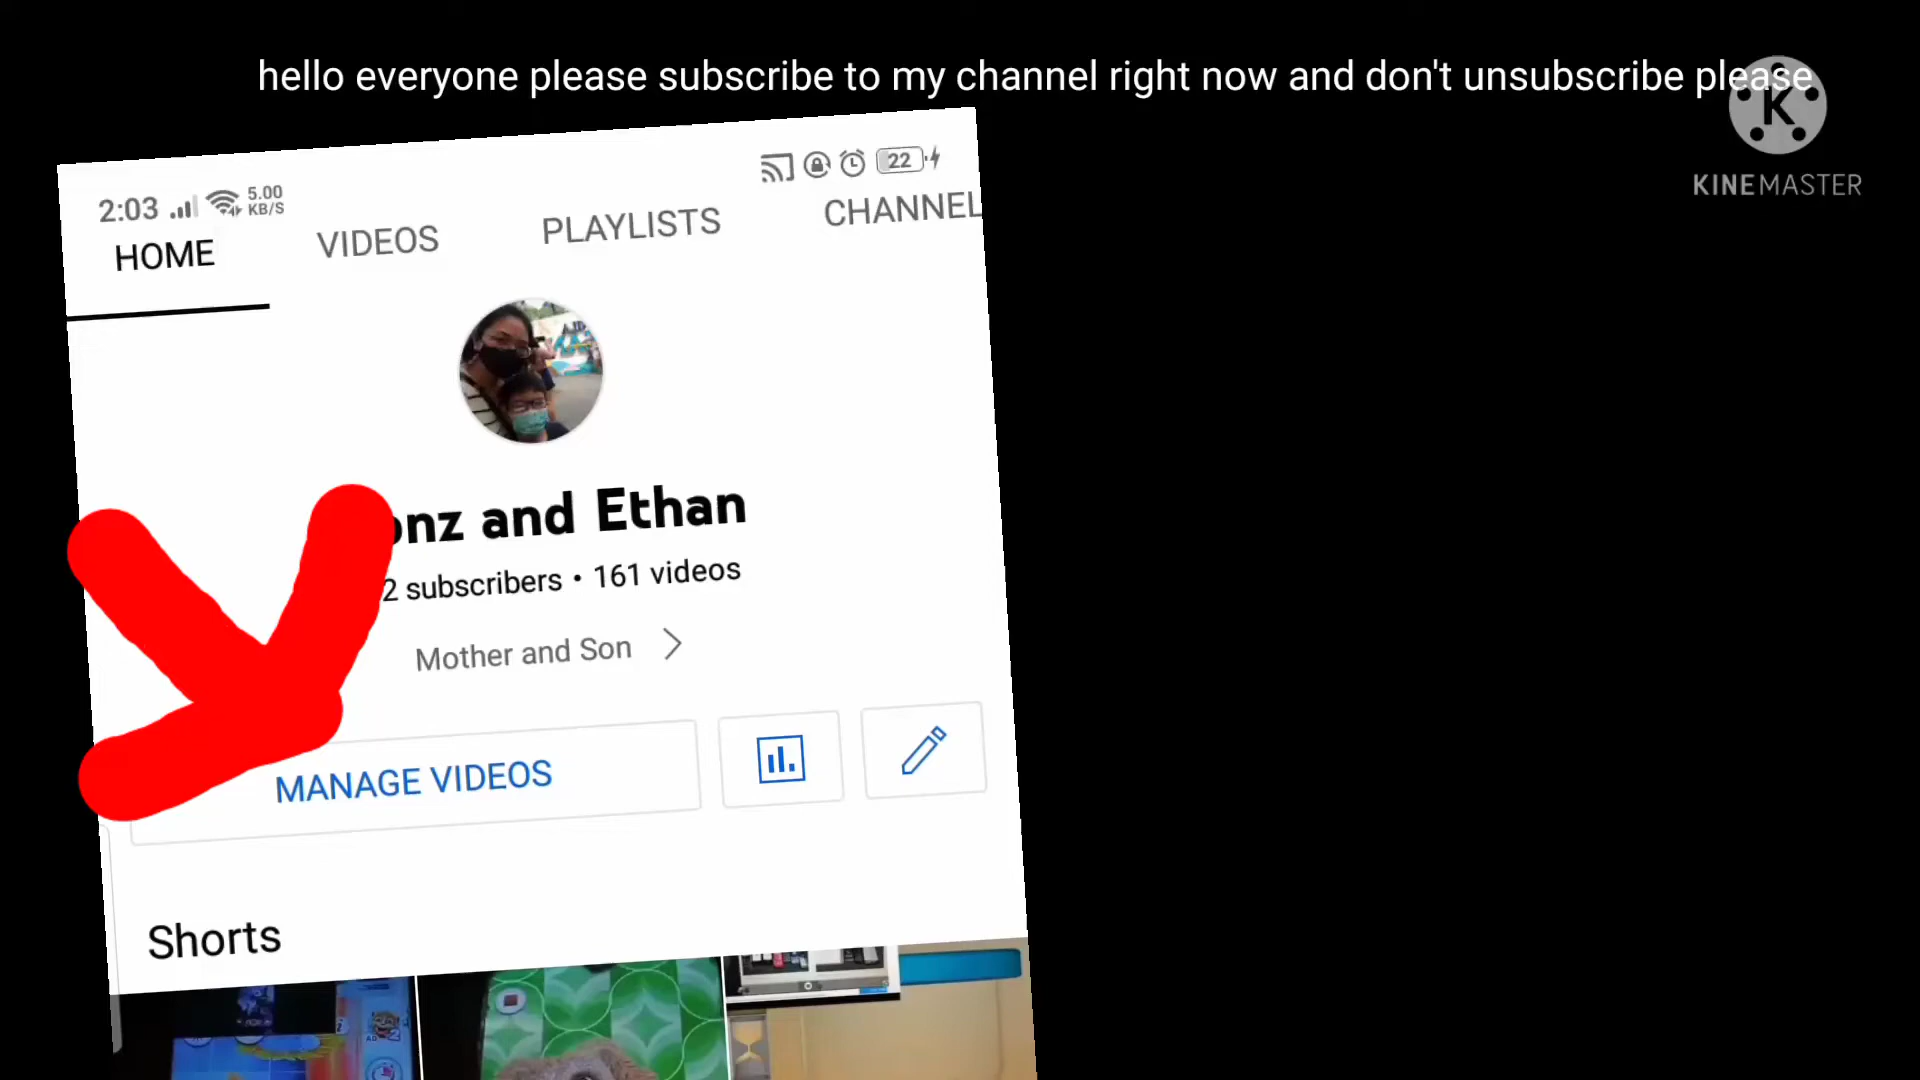 hello everyone please subscribe to my channel right now and don't unsubscribe please
K
KINEMASTER
2:03 5.00 KB/S 22
HOME VIDEOS PLAYLISTS CHANNEL
and Ethan
2 subscribers • 161 videos
Mother and Son
MANAGE VIDEOS
Shorts